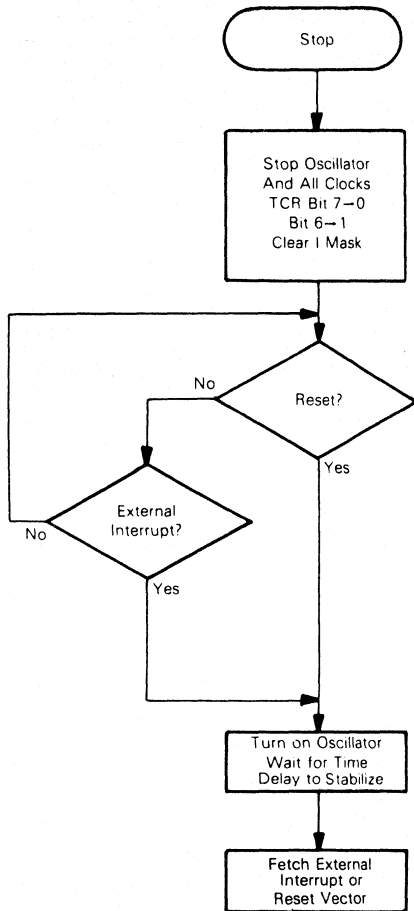 Stop
Stop Oscillator
And All Clocks
TCR Bit 7→0
Bit 6→1
Clear I Mask
No
Reset?
Yes
External
Interrupt?
No
Yes
Turn on Oscillator
Wait for Time
Delay to Stabilize
Fetch External
Interrupt or
Reset Vector